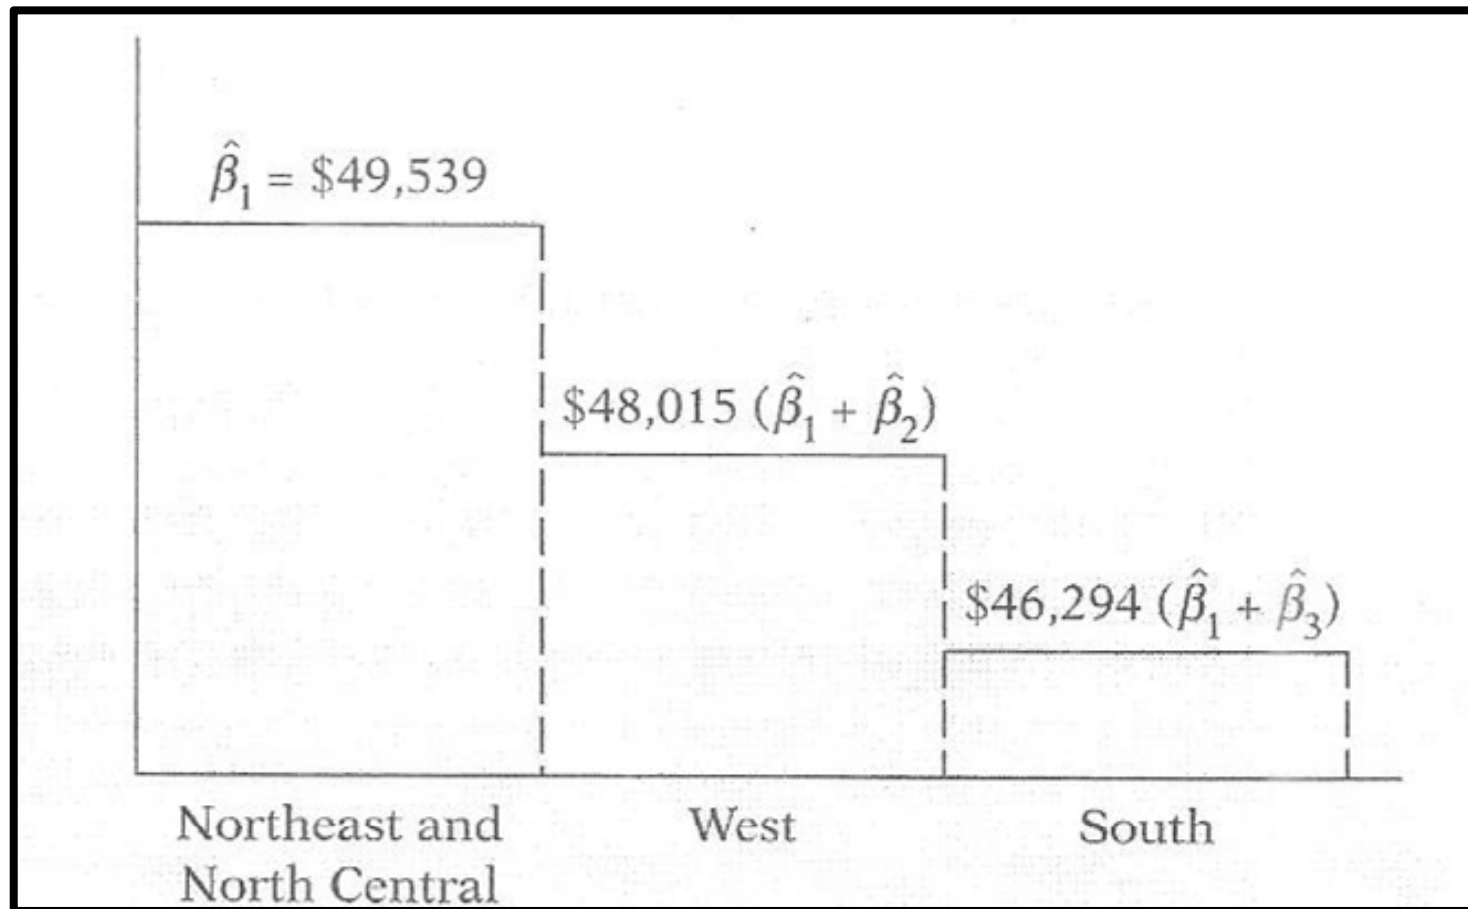 β̂₁ = $49,539
$48,015 (β̂₁ + β̂₂)
$46,294 (β̂₁ + β̂₃)
Northeast and
North Central
West
South